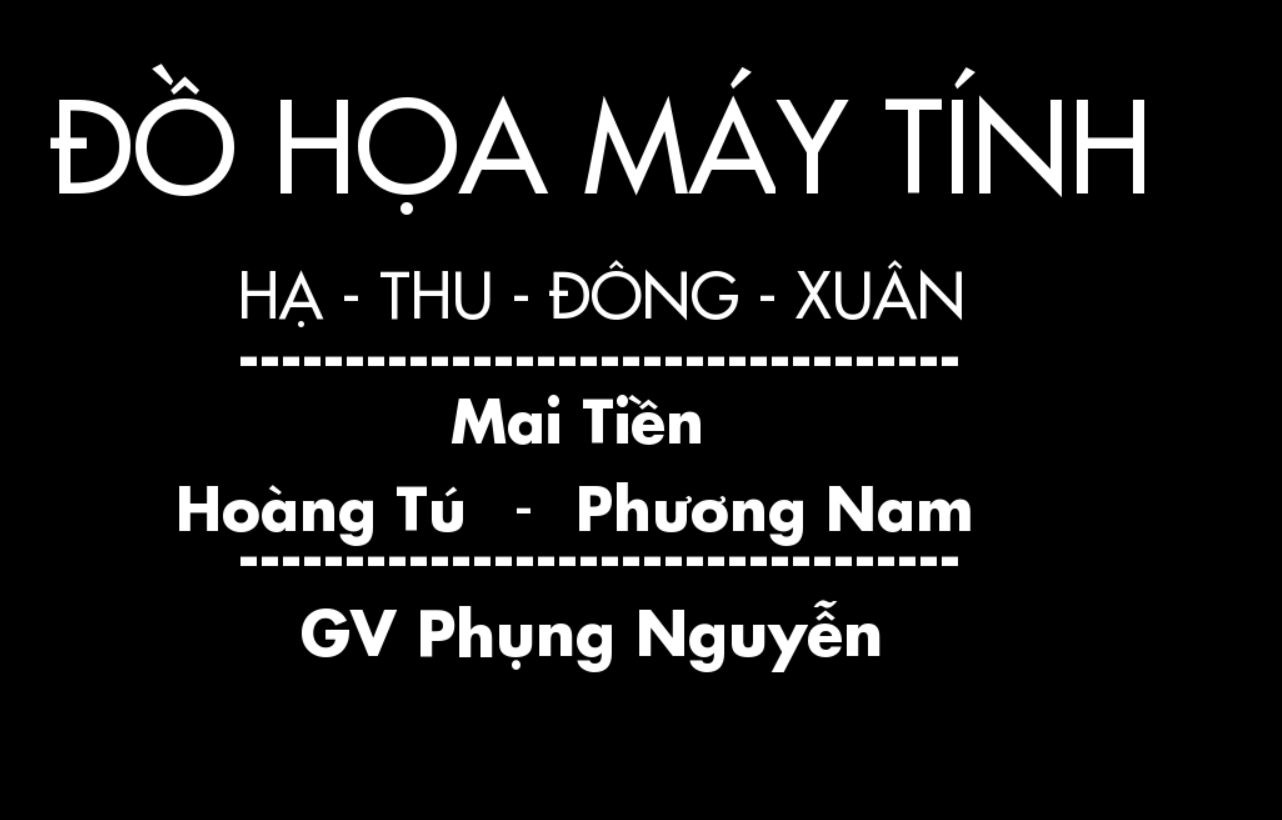 ĐỒ HỌA MÁY TÍNH
HẠ - THU - ĐÔNG - XUÂN
----------------------------------
Mai Tiền
Hoàng Tú - Phương Nam
----------------------------------
GV Phụng Nguyễn